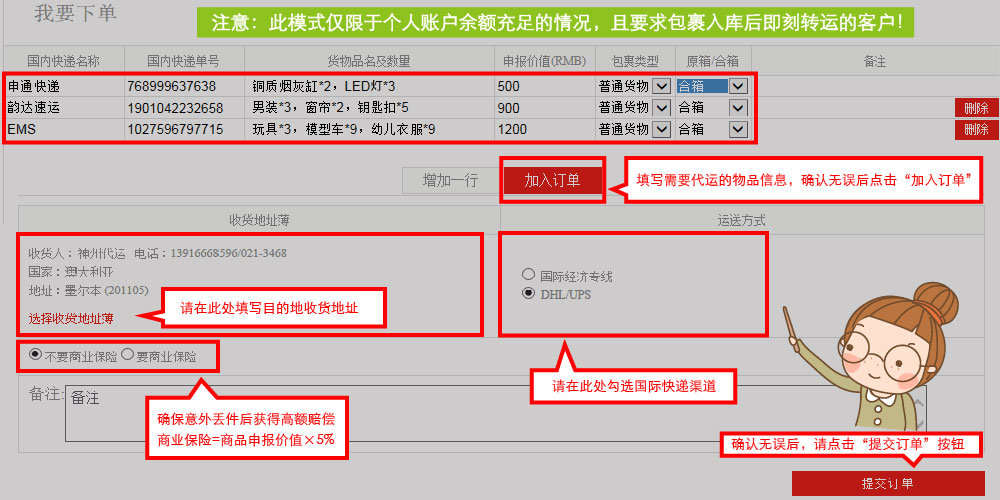 我要下单
注意：此模式仅限于个人账户余额充足的情况，且要求包裹入库后即刻转运的客户！
国内快递名称 国内快递单号 货物品名及数量 申报价值(RMB) 包裹类型 原箱/合箱 备注
申通快递 768999637638 铜质烟灰缸*2，LED灯*3 500 普通货物 合箱
韵达速运 1901042232658 男装*3，窗帘*2，钥匙扣*5 900 普通货物 合箱 删除
EMS 1027596797715 玩具*3，模型车*9，幼儿衣服*9 1200 普通货物 合箱 删除
增加一行 加入订单 填写需要代运的物品信息，确认无误后点击“加入订单”
收货地址薄 运送方式
收货人：神州代运 电话：13916668596/021-3468
国家：澳大利亚
地址：墨尔本 (201105)
选择收货地址薄
请在此处填写目的地收货地址
国际经济专线
DHL/UPS
不要商业保险 要商业保险
请在此处勾选国际快递渠道
备注:
备注
确保意外丢件后获得高额赔偿
商业保险=商品申报价值×5%
确认无误后，请点击“提交订单”按钮
提交订单